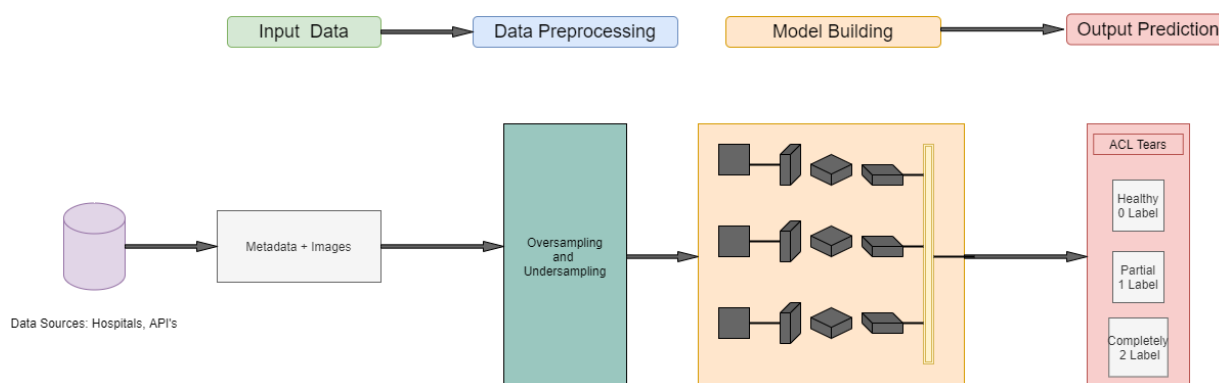 Input Data
Data Preprocessing
Model Building
Output Prediction
ACL Tears
Healthy
0 Label
Metadata + Images
Oversampling
and
Undersampling
Partial
1 Label
Data Sources: Hospitals, API's
Completely
2 Label